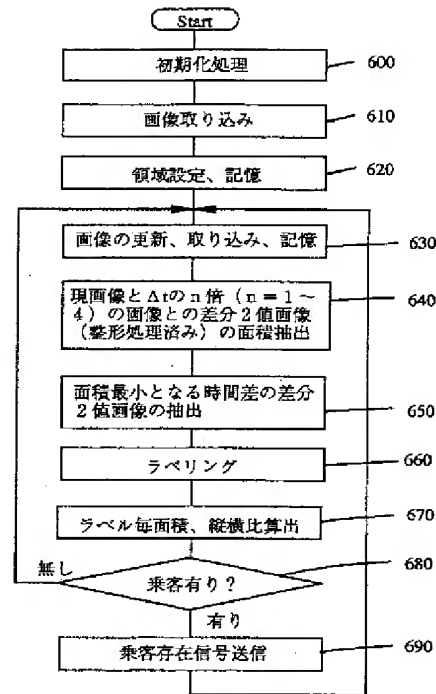 Start
初期化処理
600
画像取り込み
610
領域設定、記憶
620
画像の更新、取り込み、記憶
630
現画像とΔtのn倍（n＝1～
4）の画像との差分2値画像
（整形処理済み）の面積抽出
640
面積最小となる時間差の差分
2値画像の抽出
650
ラベリング
660
ラベル毎面積、縦横比算出
670
無し
乗客有り？
680
有り
乗客存在信号送信
690